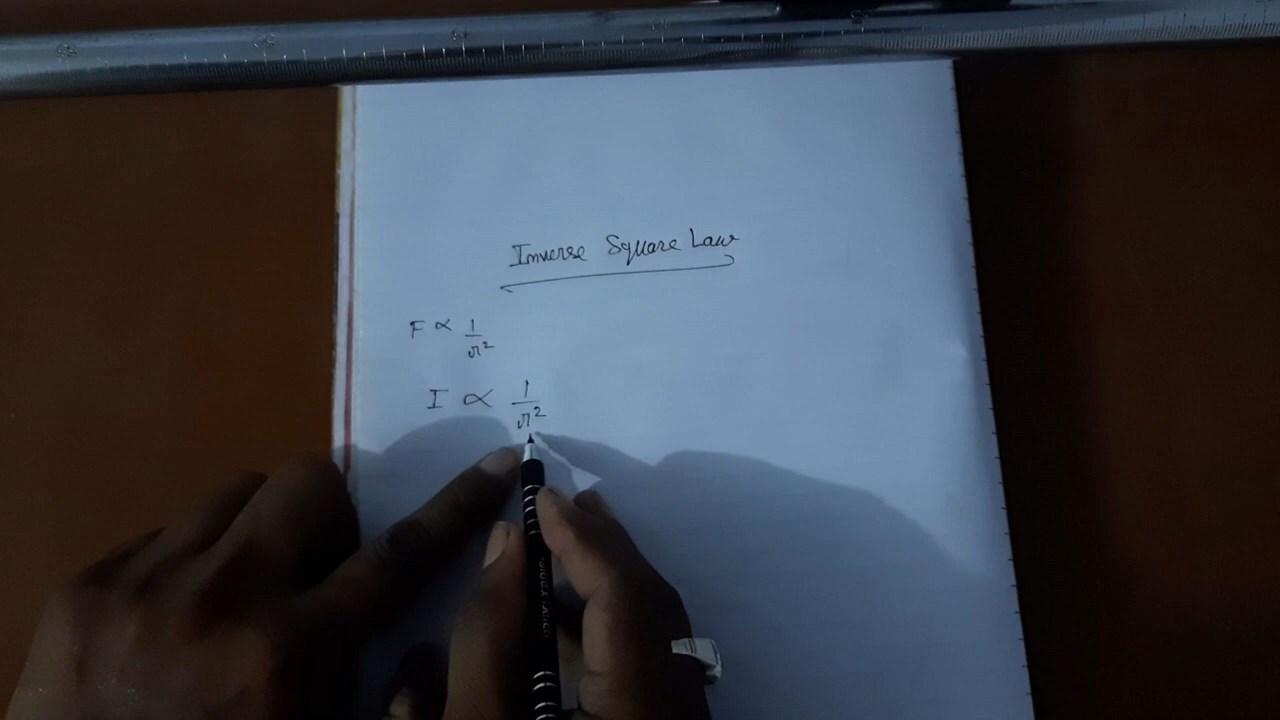 Inverse Square Law
F ∝ 1/r²
I ∝ 1/r²